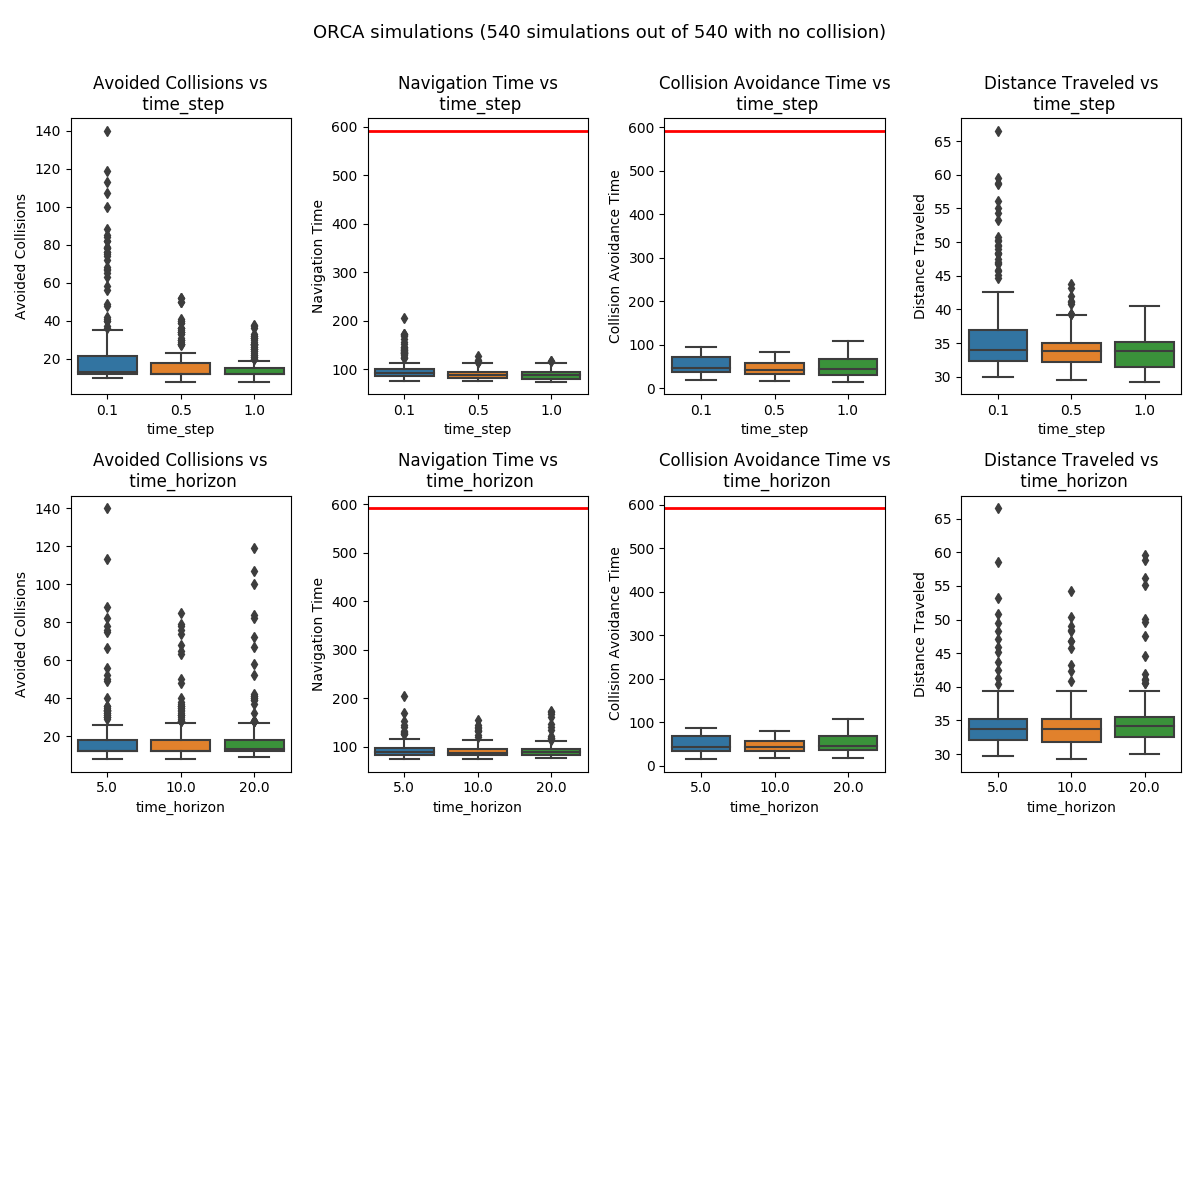 ORCA simulations (540 simulations out of 540 with no collision)
Avoided Collisions vs
time_step
Navigation Time vs
time_step
Collision Avoidance Time vs
time_step
Distance Traveled vs
time_step
Avoided Collisions
140
120
100
80
60
40
20
0.1 0.5 1.0
time_step
Navigation Time
600
500
400
300
200
100
0.1 0.5 1.0
time_step
Collision Avoidance Time
600
500
400
300
200
100
0
0.1 0.5 1.0
time_step
Distance Traveled
65
60
55
50
45
40
35
30
0.1 0.5 1.0
time_step
Avoided Collisions vs
time_horizon
Navigation Time vs
time_horizon
Collision Avoidance Time vs
time_horizon
Distance Traveled vs
time_horizon
Avoided Collisions
140
120
100
80
60
40
20
5.0 10.0 20.0
time_horizon
Navigation Time
600
500
400
300
200
100
5.0 10.0 20.0
time_horizon
Collision Avoidance Time
600
500
400
300
200
100
0
5.0 10.0 20.0
time_horizon
Distance Traveled
65
60
55
50
45
40
35
30
5.0 10.0 20.0
time_horizon